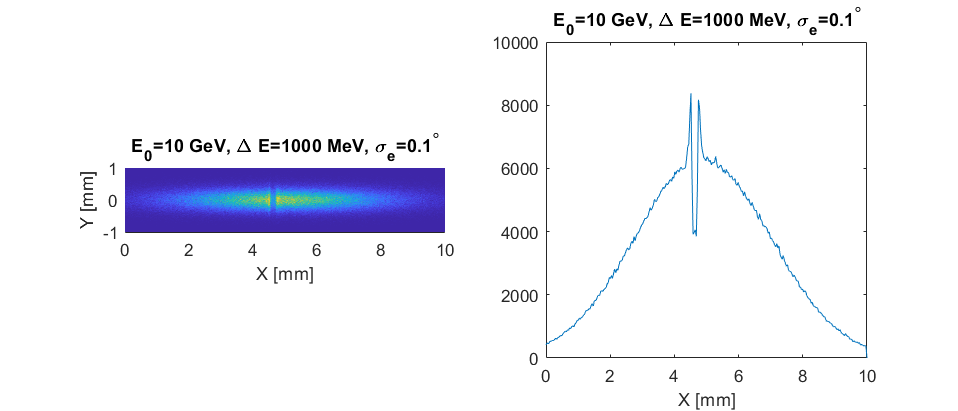 E₀=10 GeV, Δ E=1000 MeV, σₑ=0.1°
1
0
-1
Y [mm]
0 2 4 6 8 10
X [mm]
E₀=10 GeV, Δ E=1000 MeV, σₑ=0.1°
10000
8000
6000
4000
2000
0
0 2 4 6 8 10
X [mm]